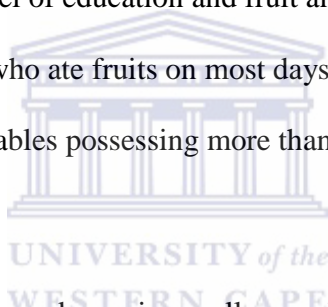 el of education and fruit a
who ate fruits on most days
ables possessing more than
UNIVERSITY of the
WESTERN CAPE